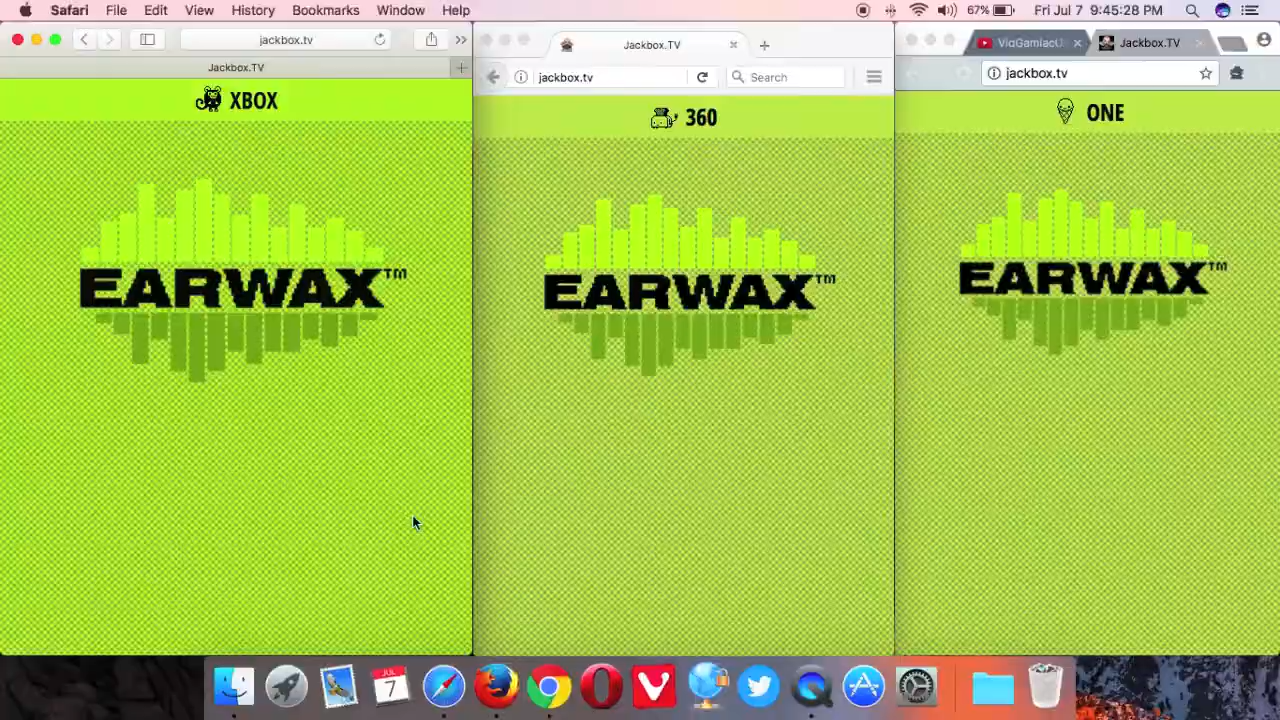 Safari File Edit View History Bookmarks Window Help 67% Fri Jul 7 9:45:28 PM
jackbox.tv
Jackbox.TV
XBOX
EARWAX™
Jackbox.TV
jackbox.tv Search
360
EARWAX™
Jackbox.TV
jackbox.tv
ONE
EARWAX™
JUL
7